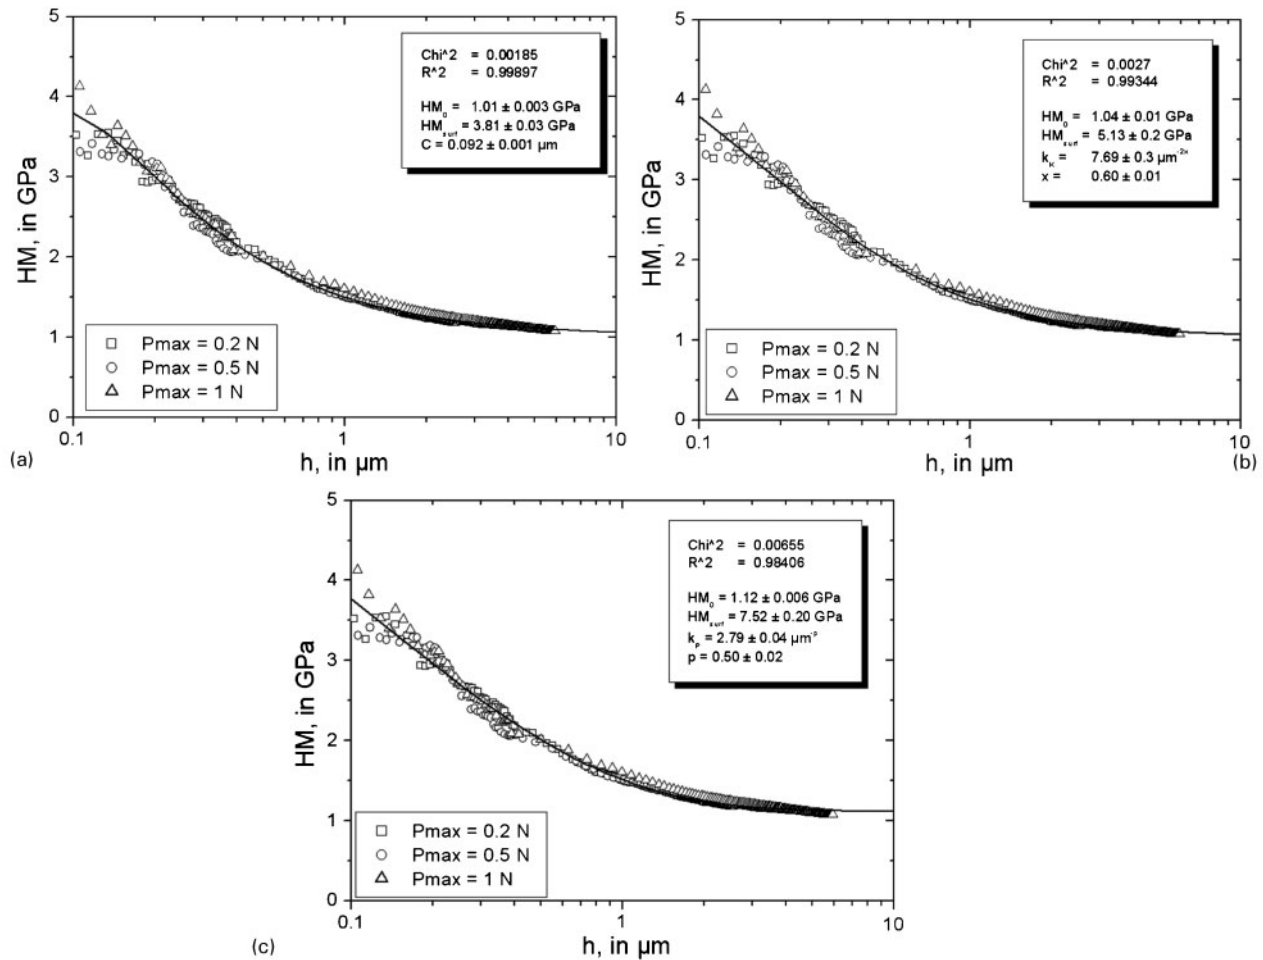 5
4
3
2
1
0
HM, in GPa
Chi^2 = 0.00185
R^2 = 0.99897
HM₀ = 1.01 ± 0.003 GPa
HM_surf = 3.81 ± 0.03 GPa
C = 0.092 ± 0.001 µm
Pmax = 0.2 N
Pmax = 0.5 N
Pmax = 1 N
0.1 1 10
h, in µm
(a)
5
4
3
2
1
0
HM, in GPa
Chi^2 = 0.0027
R^2 = 0.99344
HM₀ = 1.04 ± 0.01 GPa
HM_surf = 5.13 ± 0.2 GPa
k_K = 7.69 ± 0.3 µm^-2x
x = 0.60 ± 0.01
Pmax = 0.2 N
Pmax = 0.5 N
Pmax = 1 N
0.1 1 10
h, in µm
(b)
5
4
3
2
1
0
HM, in GPa
Chi^2 = 0.00655
R^2 = 0.98406
HM₀ = 1.12 ± 0.006 GPa
HM_surf = 7.52 ± 0.20 GPa
k_p = 2.79 ± 0.04 µm^-p
p = 0.50 ± 0.02
Pmax = 0.2 N
Pmax = 0.5 N
Pmax = 1 N
0.1 1 10
h, in µm
(c)